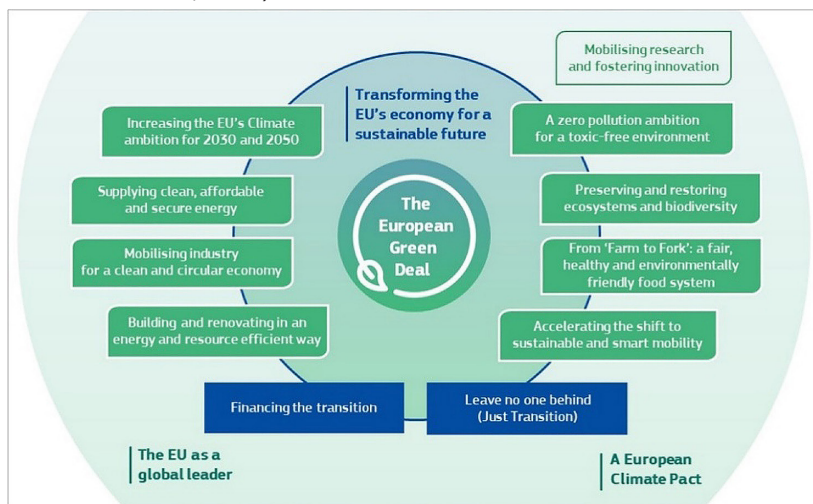 Mobilising research
and fostering innovation
Transforming the
EU's economy for a
sustainable future
Increasing the EU's Climate
ambition for 2030 and 2050
A zero pollution ambition
for a toxic-free environment
Supplying clean, affordable
and secure energy
Preserving and restoring
ecosystems and biodiversity
The
European
Green
Deal
Mobilising industry
for a clean and circular economy
From 'Farm to Fork': a fair,
healthy and environmentally
friendly food system
Building and renovating in an
energy and resource efficient way
Accelerating the shift to
sustainable and smart mobility
Financing the transition
Leave no one behind
(Just Transition)
The EU as a
global leader
A European
Climate Pact